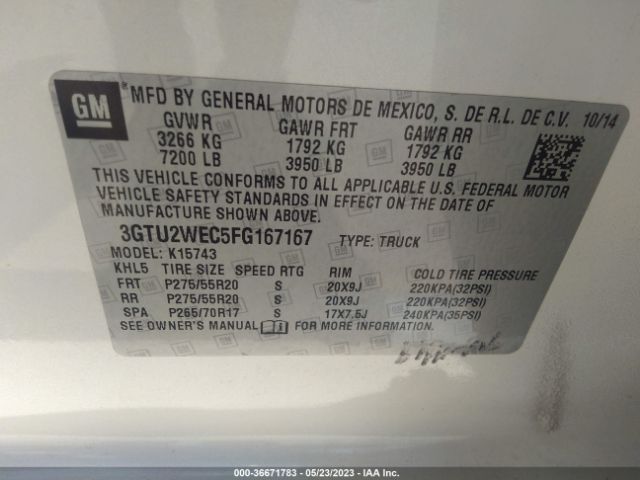 GM ® MFD BY GENERAL MOTORS DE MEXICO, S. DE R.L. DE C.V. 10/14
GVWR GAWR FRT GAWR RR
3266 KG 1792 KG 1792 KG
7200 LB 3950 LB 3950 LB
THIS VEHICLE CONFORMS TO ALL APPLICABLE U.S. FEDERAL MOTOR
VEHICLE SAFETY STANDARDS IN EFFECT ON THE DATE OF
MANUFACTURE SHOWN ABOVE.
3GTU2WEC5FG167167 TYPE: TRUCK
MODEL: K15743
KHL5 TIRE SIZE SPEED RTG RIM COLD TIRE PRESSURE
FRT P275/55R20 S 20X9J 220KPA(32PSI)
RR P275/55R20 S 20X9J 220KPA(32PSI)
SPA P265/70R17 S 17X7.5J 240KPA(35PSI)
SEE OWNER'S MANUAL FOR MORE INFORMATION.
000-36671783 - 05/23/2023 - IAA Inc.